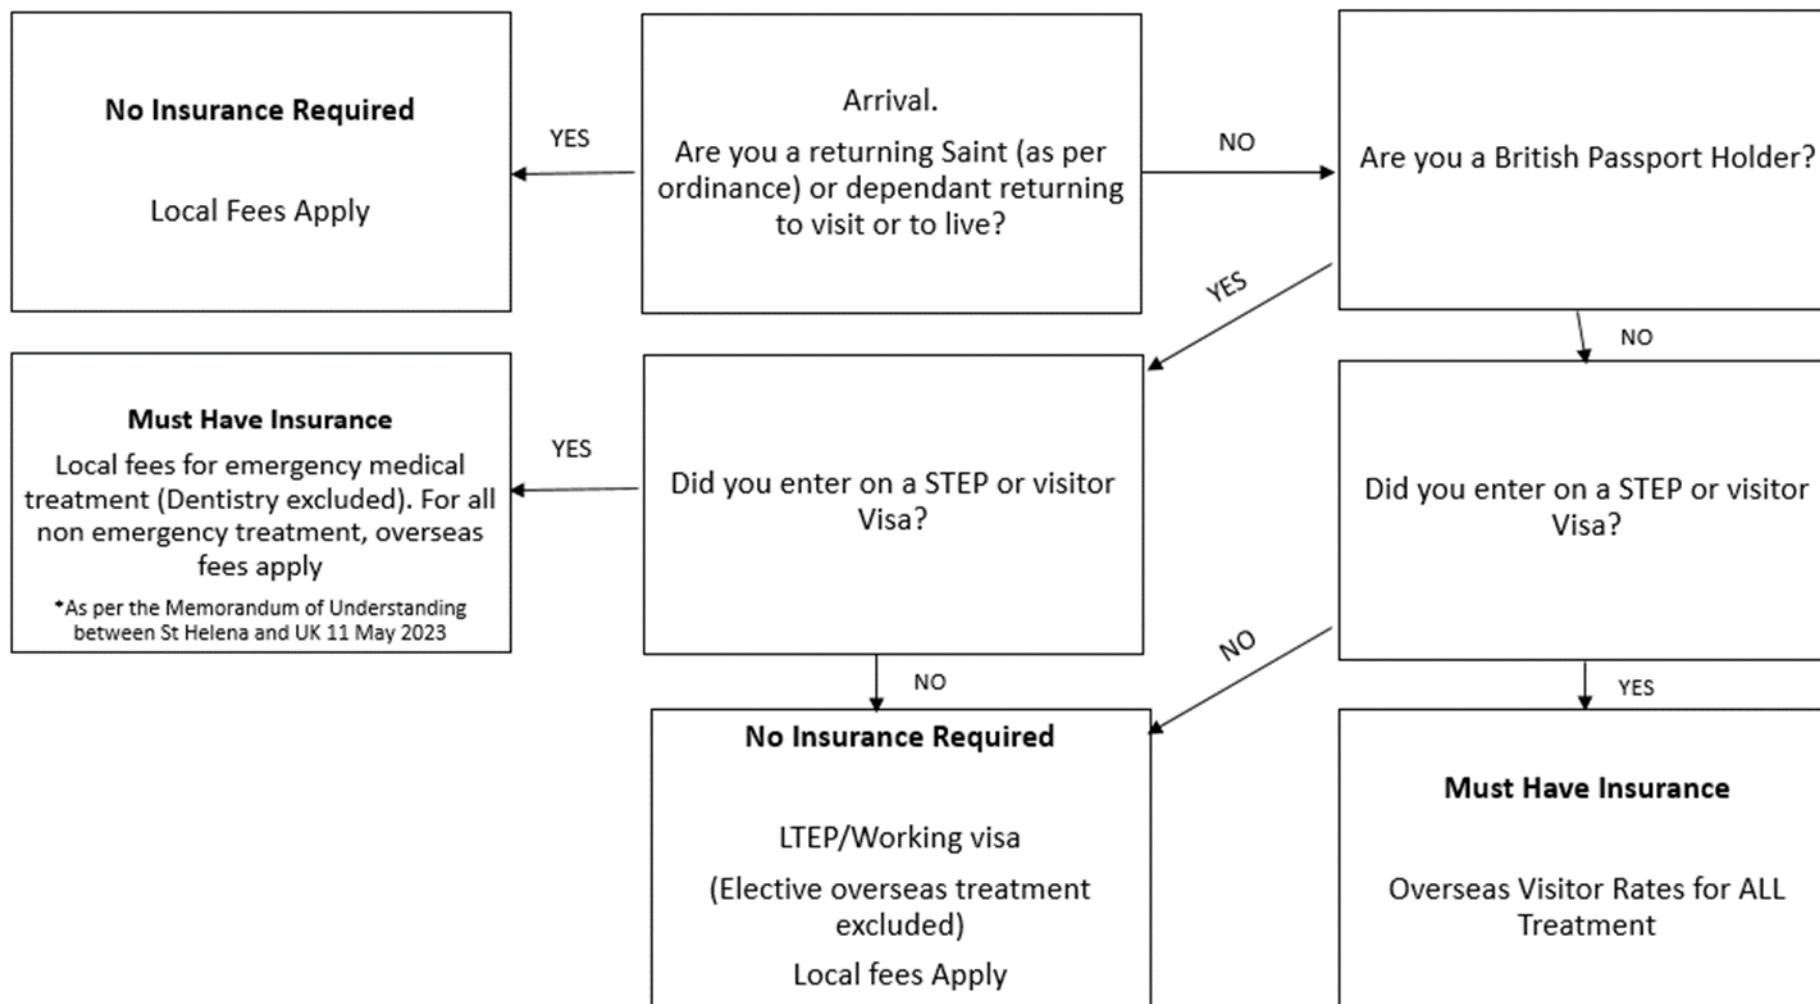 No Insurance Required
Local Fees Apply
YES
Arrival.
Are you a returning Saint (as per
ordinance) or dependant returning
to visit or to live?
NO
Are you a British Passport Holder?
YES
NO
Must Have Insurance
Local fees for emergency medical
treatment (Dentistry excluded). For all
non emergency treatment, overseas
fees apply
*As per the Memorandum of Understanding
between St Helena and UK 11 May 2023
YES
Did you enter on a STEP or visitor
Visa?
Did you enter on a STEP or visitor
Visa?
NO
NO
YES
No Insurance Required
LTEP/Working visa
(Elective overseas treatment
excluded)
Local fees Apply
Must Have Insurance
Overseas Visitor Rates for ALL
Treatment